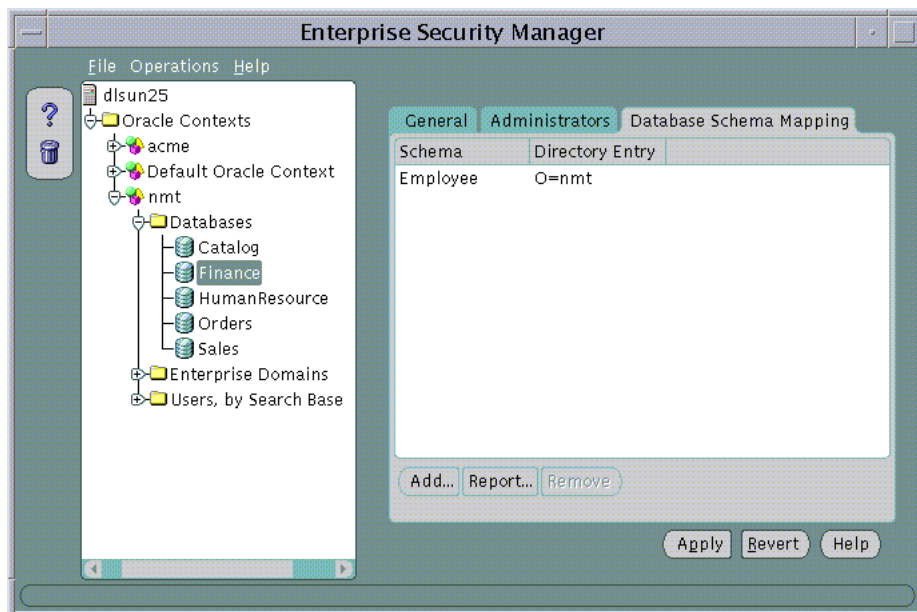 Enterprise Security Manager
File Operations Help
?
dlsun25
Oracle Contexts
acme
Default Oracle Context
nmt
Databases
Catalog
Finance
HumanResource
Orders
Sales
Enterprise Domains
Users, by Search Base
General Administrators Database Schema Mapping
Schema Directory Entry
Employee O=nmt
Add... Report... Remove
Apply Revert Help